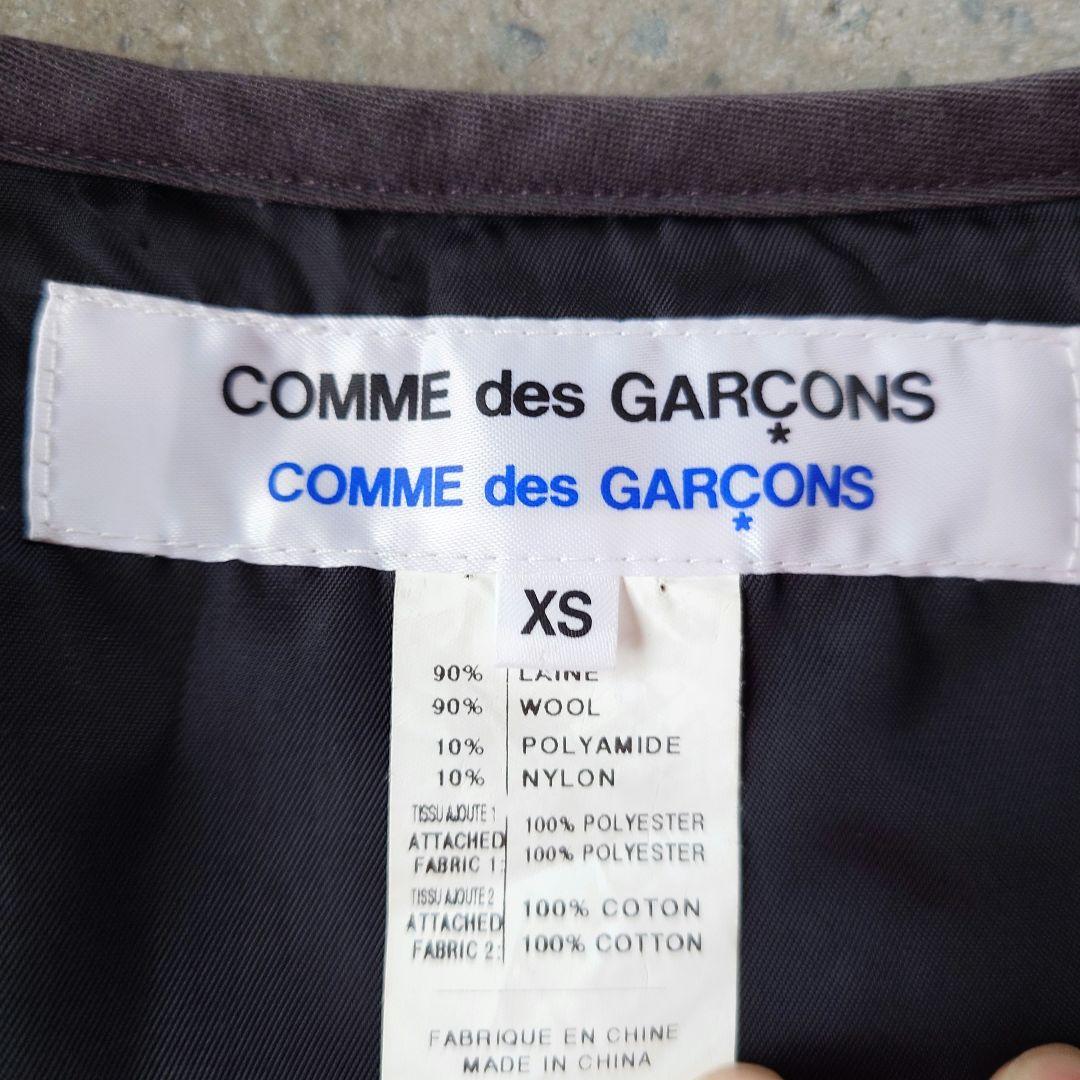 COMME des GARÇONS
*
COMME des GARÇONS
*
XS
90% LAINE
90% WOOL
10% POLYAMIDE
10% NYLON
TISSU AJOUTE 1 100% POLYESTER
ATTACHED
FABRIC 1: 100% POLYESTER
TISSU AJOUTE 2 100% COTON
ATTACHED
FABRIC 2: 100% COTTON
FABRIQUE EN CHINE
MADE IN CHINA